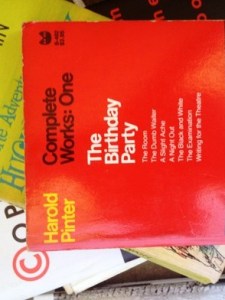 Harold
Pinter
Complete
Works: One
The
Birthday
Party
The Room
The Dumb Waiter
A Slight Ache
A Night Out
The Black and White
The Examination
Writing for the Theatre